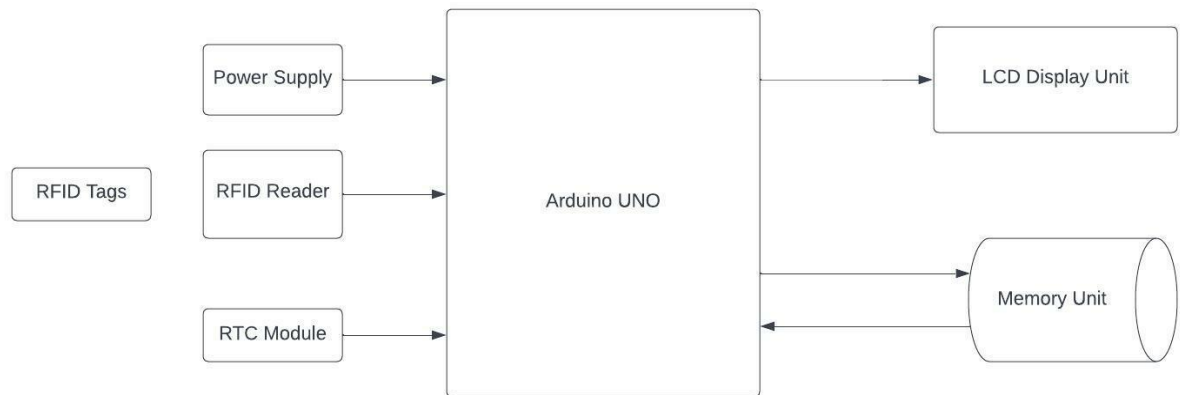 Power Supply
LCD Display Unit
RFID Tags
RFID Reader
Arduino UNO
RTC Module
Memory Unit